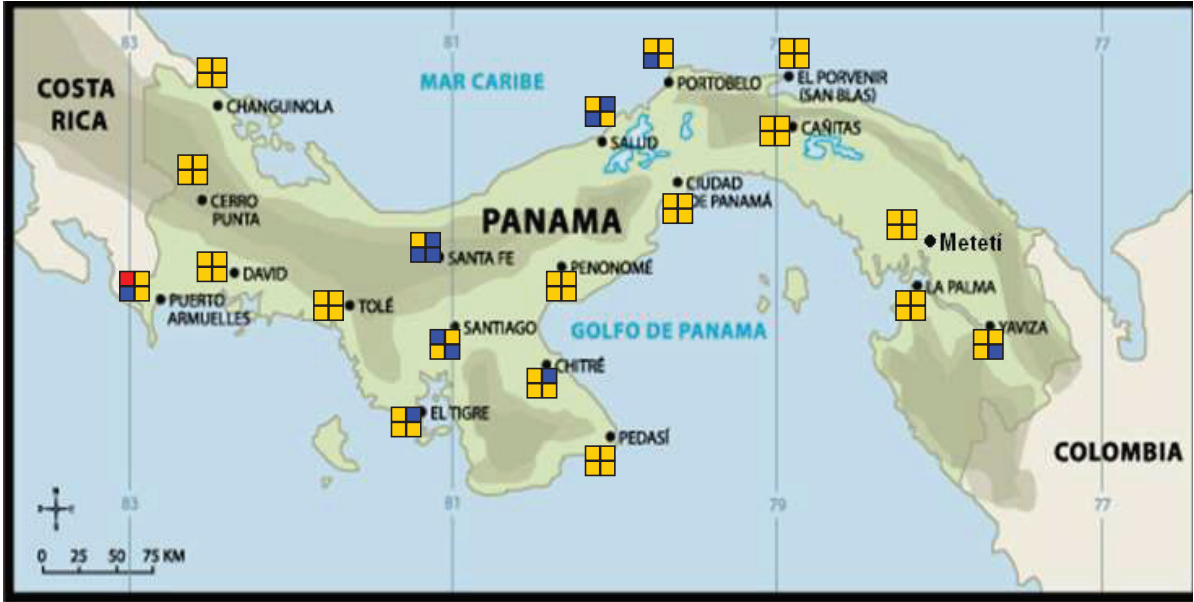 83
81
77
COSTA
RICA
MAR CARIBE
PORTOBELO
EL PORVENIR
(SAN BLAS)
CHANGUINOLA
SALUD
CAÑITAS
CERRO
PUNTA
CIUDAD
DE PANAMÁ
PANAMA
Metetí
SANTA FE
PENONOMÉ
DAVID
LA PALMA
PUERTO
ARMUELLES
TOLÉ
SANTIAGO
GOLFO DE PANAMA
YAVIZA
CHITRÉ
EL TIGRE
PEDASÍ
COLOMBIA
83
81
79
77
0 25 50 75 KM